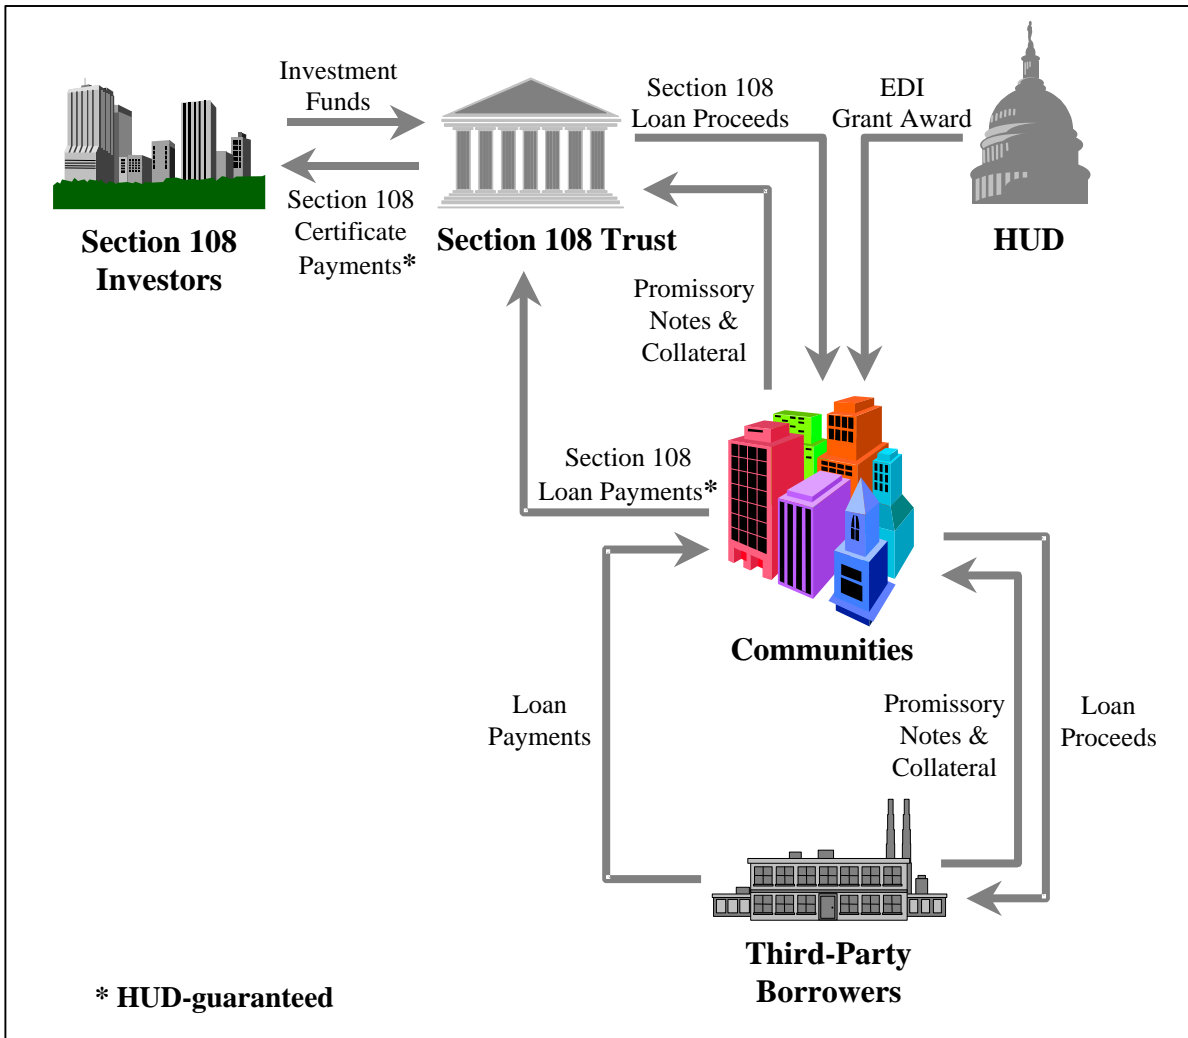 Investment
Funds
Section 108
Loan Proceeds
EDI
Grant Award
Section 108
Certificate
Payments*
Section 108
Investors
Section 108 Trust
HUD
Promissory
Notes &
Collateral
Section 108
Loan Payments*
Communities
Loan
Payments
Promissory
Notes &
Collateral
Loan
Proceeds
Third-Party
Borrowers
* HUD-guaranteed